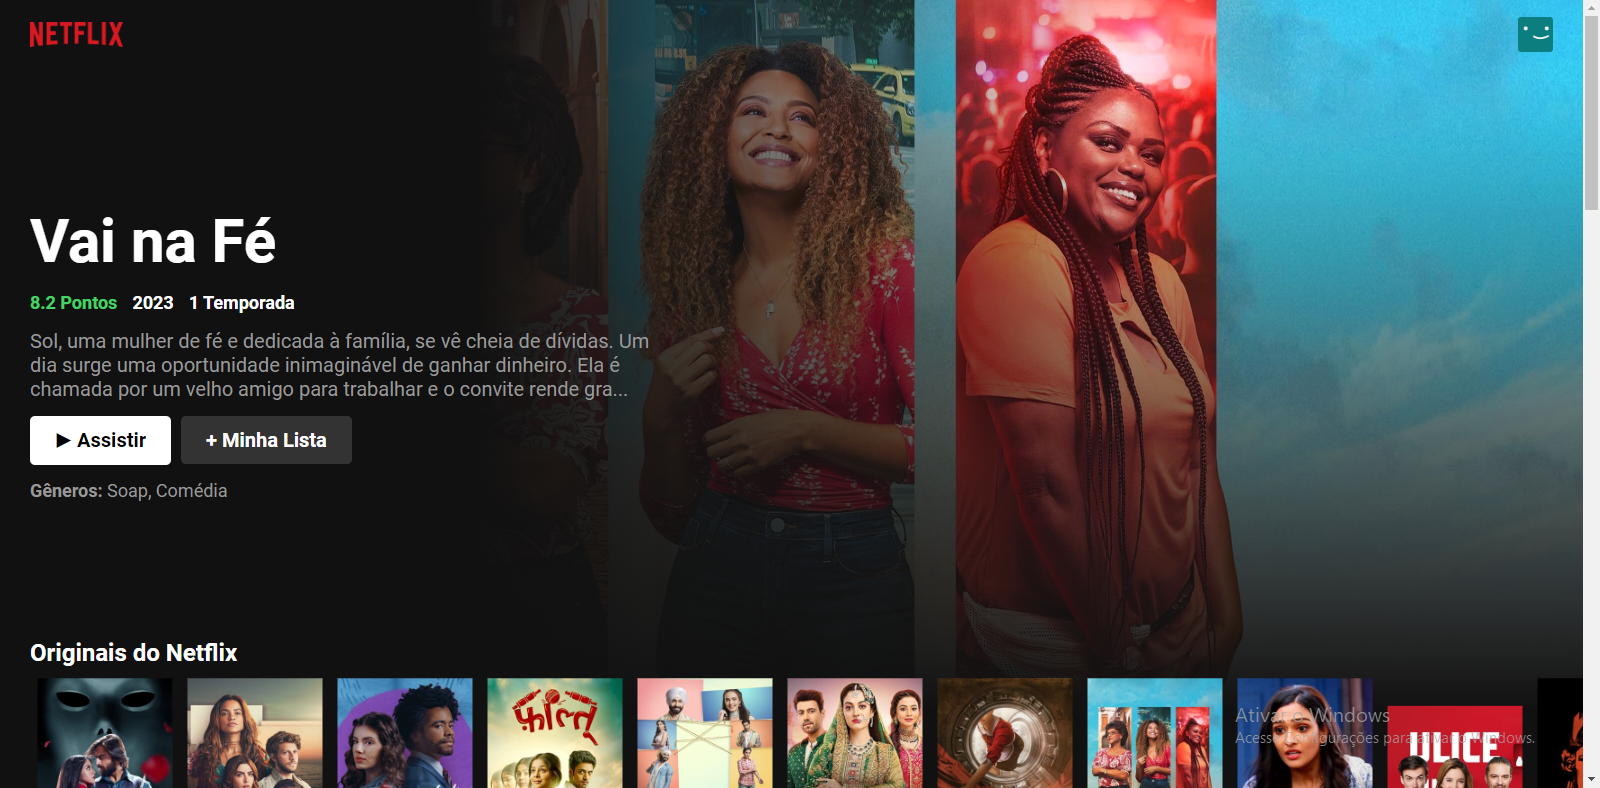 NETFLIX
Vai na Fé
8.2 Pontos 2023 1 Temporada
Sol, uma mulher de fé e dedicada à família, se vê cheia de dívidas. Um
dia surge uma oportunidade inimaginável de ganhar dinheiro. Ela é
chamada por um velho amigo para trabalhar e o convite rende gra...
▶ Assistir
+ Minha Lista
Gêneros: Soap, Comédia
Originais do Netflix
फ़ालतू
Ativar o Windows
Acesse Configurações para ativar o Windows.
ULICE